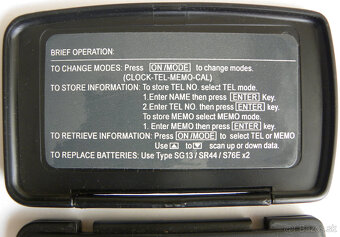 BRIEF OPERATION:
TO CHANGE MODES: Press ON/MODE to change modes.
(CLOCK-TEL-MEMO-CAL)
TO STORE INFORMATION: To store TEL NO. select TEL mode.
1.Enter NAME then press ENTER key.
2.Enter TEL NO. then press ENTER key.
To store MEMO select MEMO mode.
1. Enter MEMO then press ENTER key.
TO RETRIEVE INFORMATION: Press ON/MODE to select TEL or MEMO
Use ▲ to ▼ scan up or down data.
TO REPLACE BATTERIES: Use Type SG13 / SR44 / S76E x2